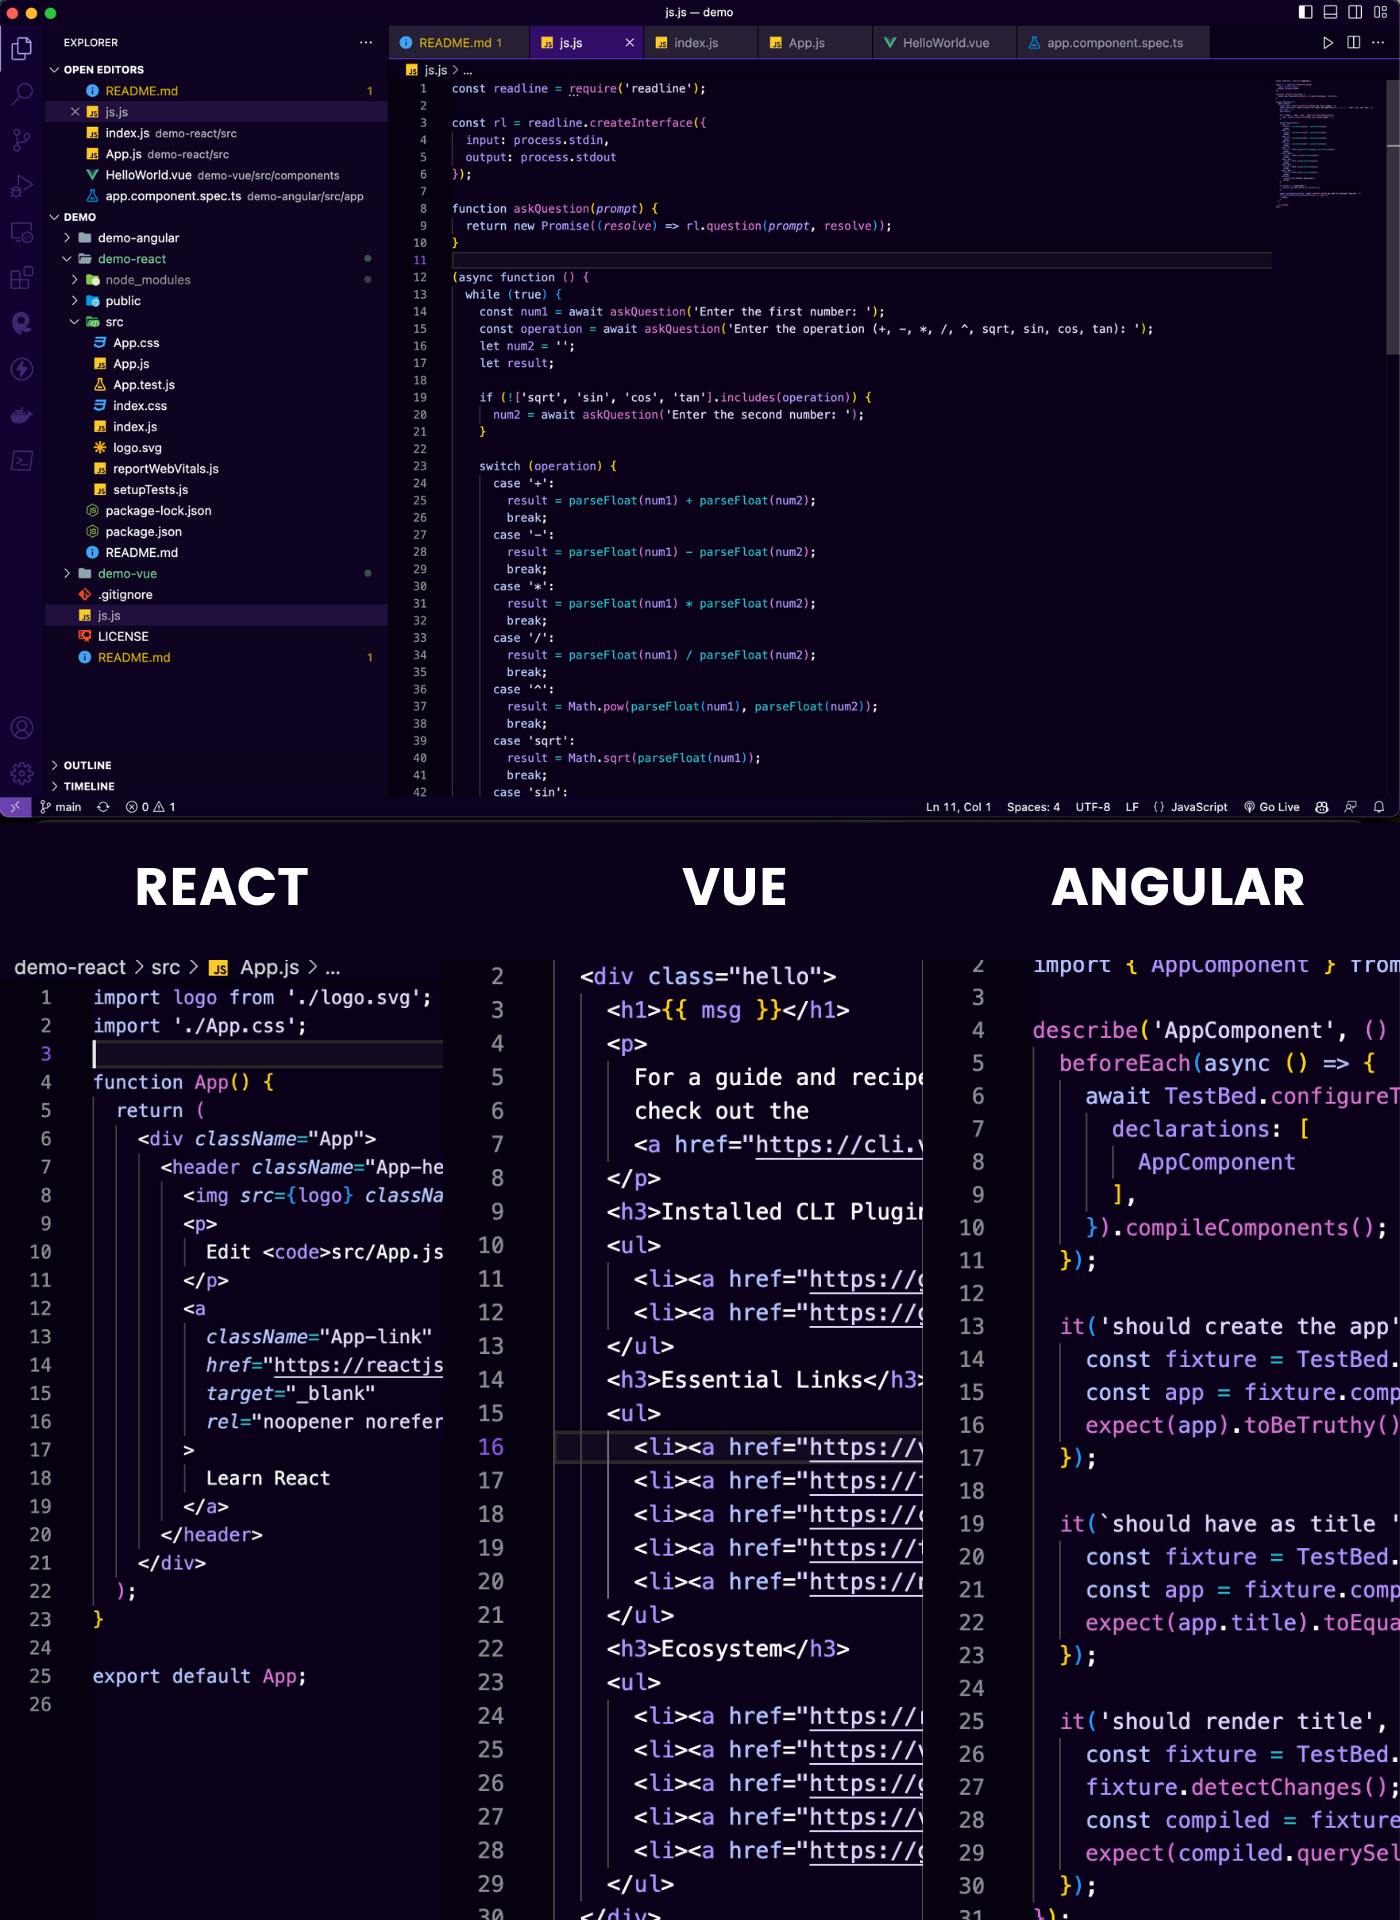 js.js — demo
EXPLORER
OPEN EDITORS
README.md 1
js.js
index.js demo-react/src
App.js demo-react/src
HelloWorld.vue demo-vue/src/components
app.component.spec.ts demo-angular/src/app
DEMO
demo-angular
demo-react
node_modules
public
src
App.css
App.js
App.test.js
index.css
index.js
logo.svg
reportWebVitals.js
setupTests.js
package-lock.json
package.json
README.md
demo-vue
.gitignore
js.js
LICENSE
README.md 1
OUTLINE
TIMELINE
README.md 1 js.js index.js App.js HelloWorld.vue app.component.spec.ts
js.js > ...
1 const readline = require('readline');
2
3 const rl = readline.createInterface({
4 input: process.stdin,
5 output: process.stdout
6 });
7
8 function askQuestion(prompt) {
9 return new Promise((resolve) => rl.question(prompt, resolve));
10 }
11
12 (async function () {
13 while (true) {
14 const num1 = await askQuestion('Enter the first number: ');
15 const operation = await askQuestion('Enter the operation (+, -, *, /, ^, sqrt, sin, cos, tan): ');
16 let num2 = '';
17 let result;
18
19 if (!['sqrt', 'sin', 'cos', 'tan'].includes(operation)) {
20 num2 = await askQuestion('Enter the second number: ');
21 }
22
23 switch (operation) {
24 case '+':
25 result = parseFloat(num1) + parseFloat(num2);
26 break;
27 case '-':
28 result = parseFloat(num1) - parseFloat(num2);
29 break;
30 case '*':
31 result = parseFloat(num1) * parseFloat(num2);
32 break;
33 case '/':
34 result = parseFloat(num1) / parseFloat(num2);
35 break;
36 case '^':
37 result = Math.pow(parseFloat(num1), parseFloat(num2));
38 break;
39 case 'sqrt':
40 result = Math.sqrt(parseFloat(num1));
41 break;
42 case 'sin':
main 0 1 Ln 11, Col 1 Spaces: 4 UTF-8 LF {} JavaScript Go Live
REACT
demo-react > src > App.js > ...
1 import logo from './logo.svg';
2 import './App.css';
3
4 function App() {
5 return (
6 <div className="App">
7 <header className="App-he
8 <img src={logo} classNa
9 <p>
10 Edit <code>src/App.js
11 </p>
12 <a
13 className="App-link"
14 href="https://reactjs
15 target="_blank"
16 rel="noopener norefer
17 >
18 Learn React
19 </a>
20 </header>
21 </div>
22 );
23 }
24
25 export default App;
26
VUE
2 <div class="hello">
3 <h1>{{ msg }}</h1>
4 <p>
5 For a guide and recipe
6 check out the
7 <a href="https://cli.v
8 </p>
9 <h3>Installed CLI Plugin
10 <ul>
11 <li><a href="https://g
12 <li><a href="https://g
13 </ul>
14 <h3>Essential Links</h3>
15 <ul>
16 <li><a href="https://v
17 <li><a href="https://f
18 <li><a href="https://c
19 <li><a href="https://t
20 <li><a href="https://n
21 </ul>
22 <h3>Ecosystem</h3>
23 <ul>
24 <li><a href="https://r
25 <li><a href="https://v
26 <li><a href="https://g
27 <li><a href="https://v
28 <li><a href="https://g
29 </ul>
30 </div>
ANGULAR
2 import { AppComponent } from
3
4 describe('AppComponent', ()
5 beforeEach(async () => {
6 await TestBed.configureT
7 declarations: [
8 AppComponent
9 ],
10 }).compileComponents();
11 });
12
13 it('should create the app'
14 const fixture = TestBed.
15 const app = fixture.comp
16 expect(app).toBeTruthy()
17 });
18
19 it(`should have as title '
20 const fixture = TestBed.
21 const app = fixture.comp
22 expect(app.title).toEqua
23 });
24
25 it('should render title',
26 const fixture = TestBed.
27 fixture.detectChanges();
28 const compiled = fixture
29 expect(compiled.querySel
30 });
31 });